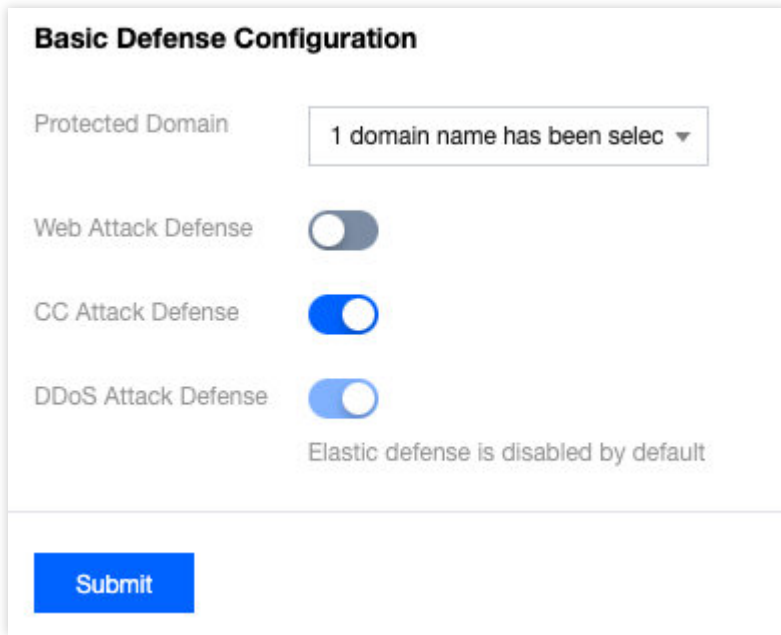 Basic Defense Configuration
Protected Domain
1 domain name has been selec
Web Attack Defense
CC Attack Defense
DDoS Attack Defense
Elastic defense is disabled by default
Submit